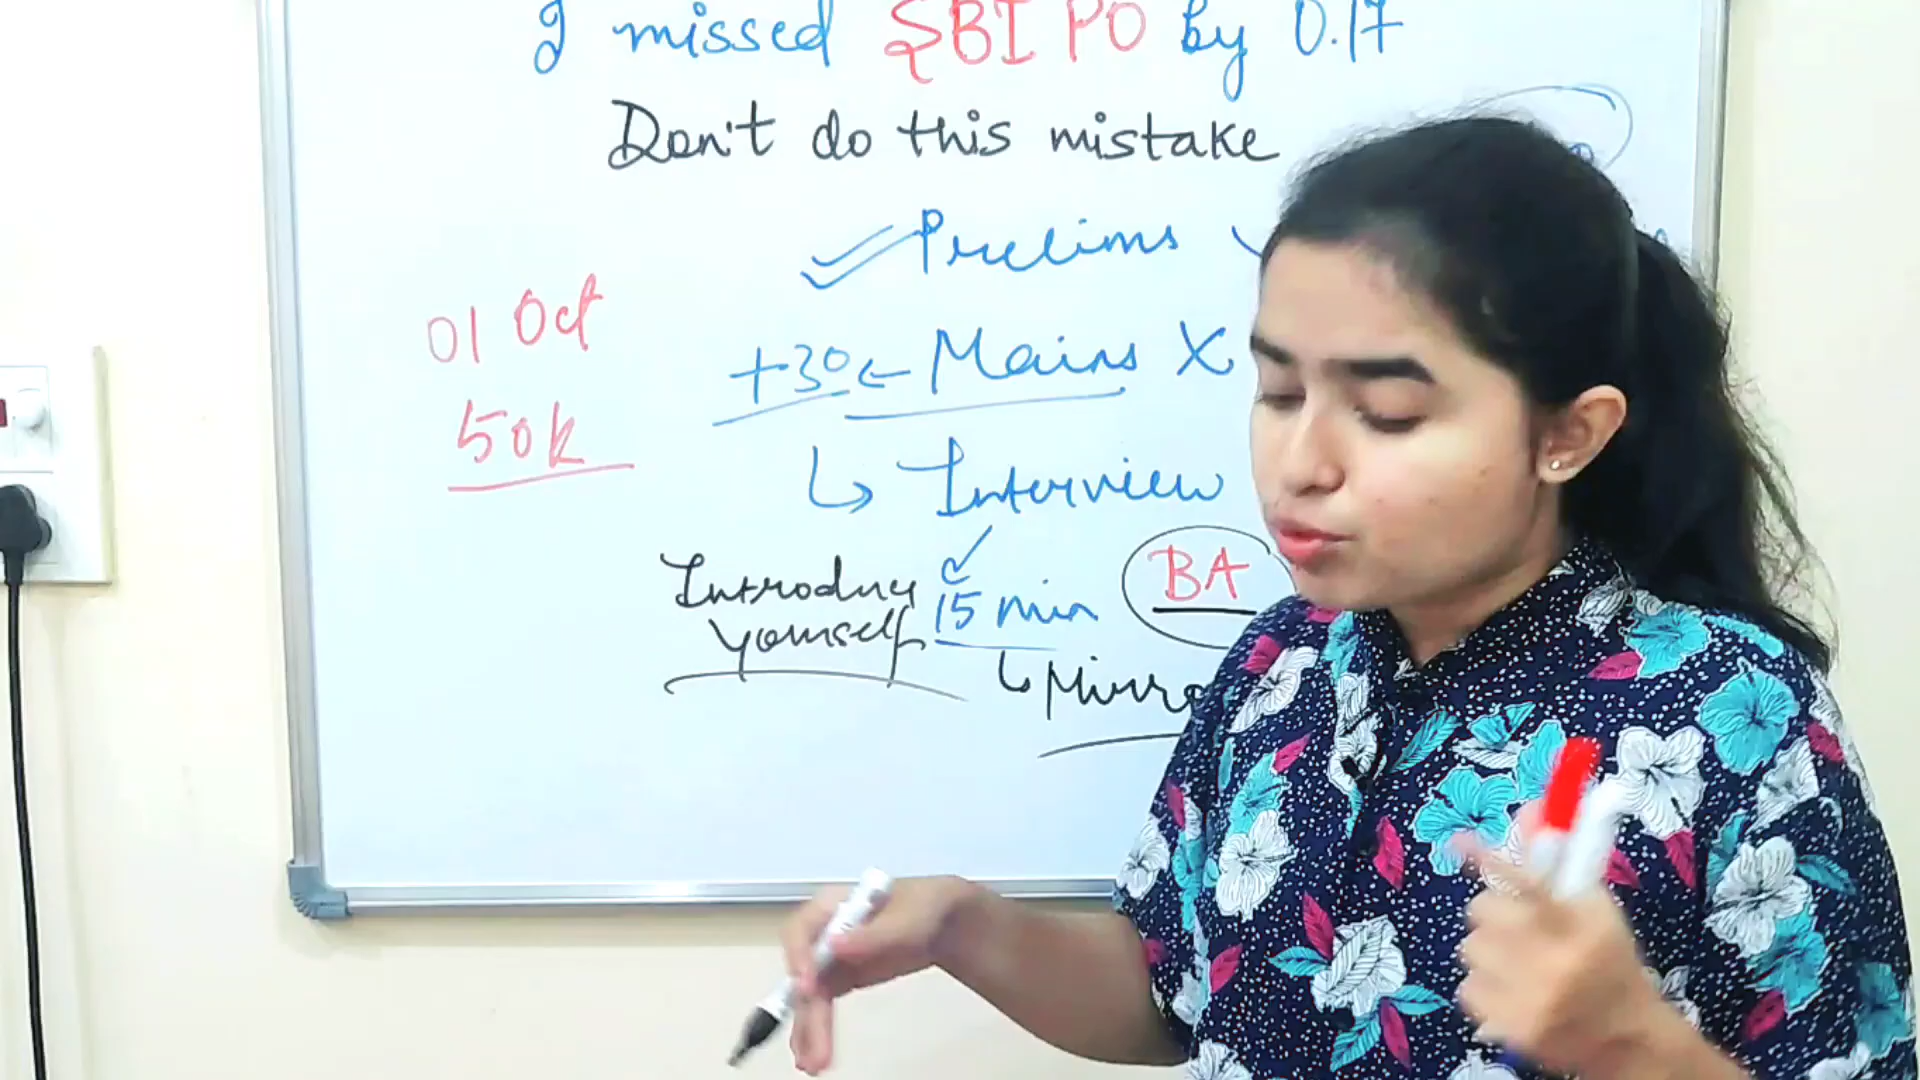 I missed SBI PO by 0.17
Don't do this mistake
Prelims
01 Oct
+30 ← Mains X
50k
↳ Interview
Introduce
yourself
15 min
BA
↳